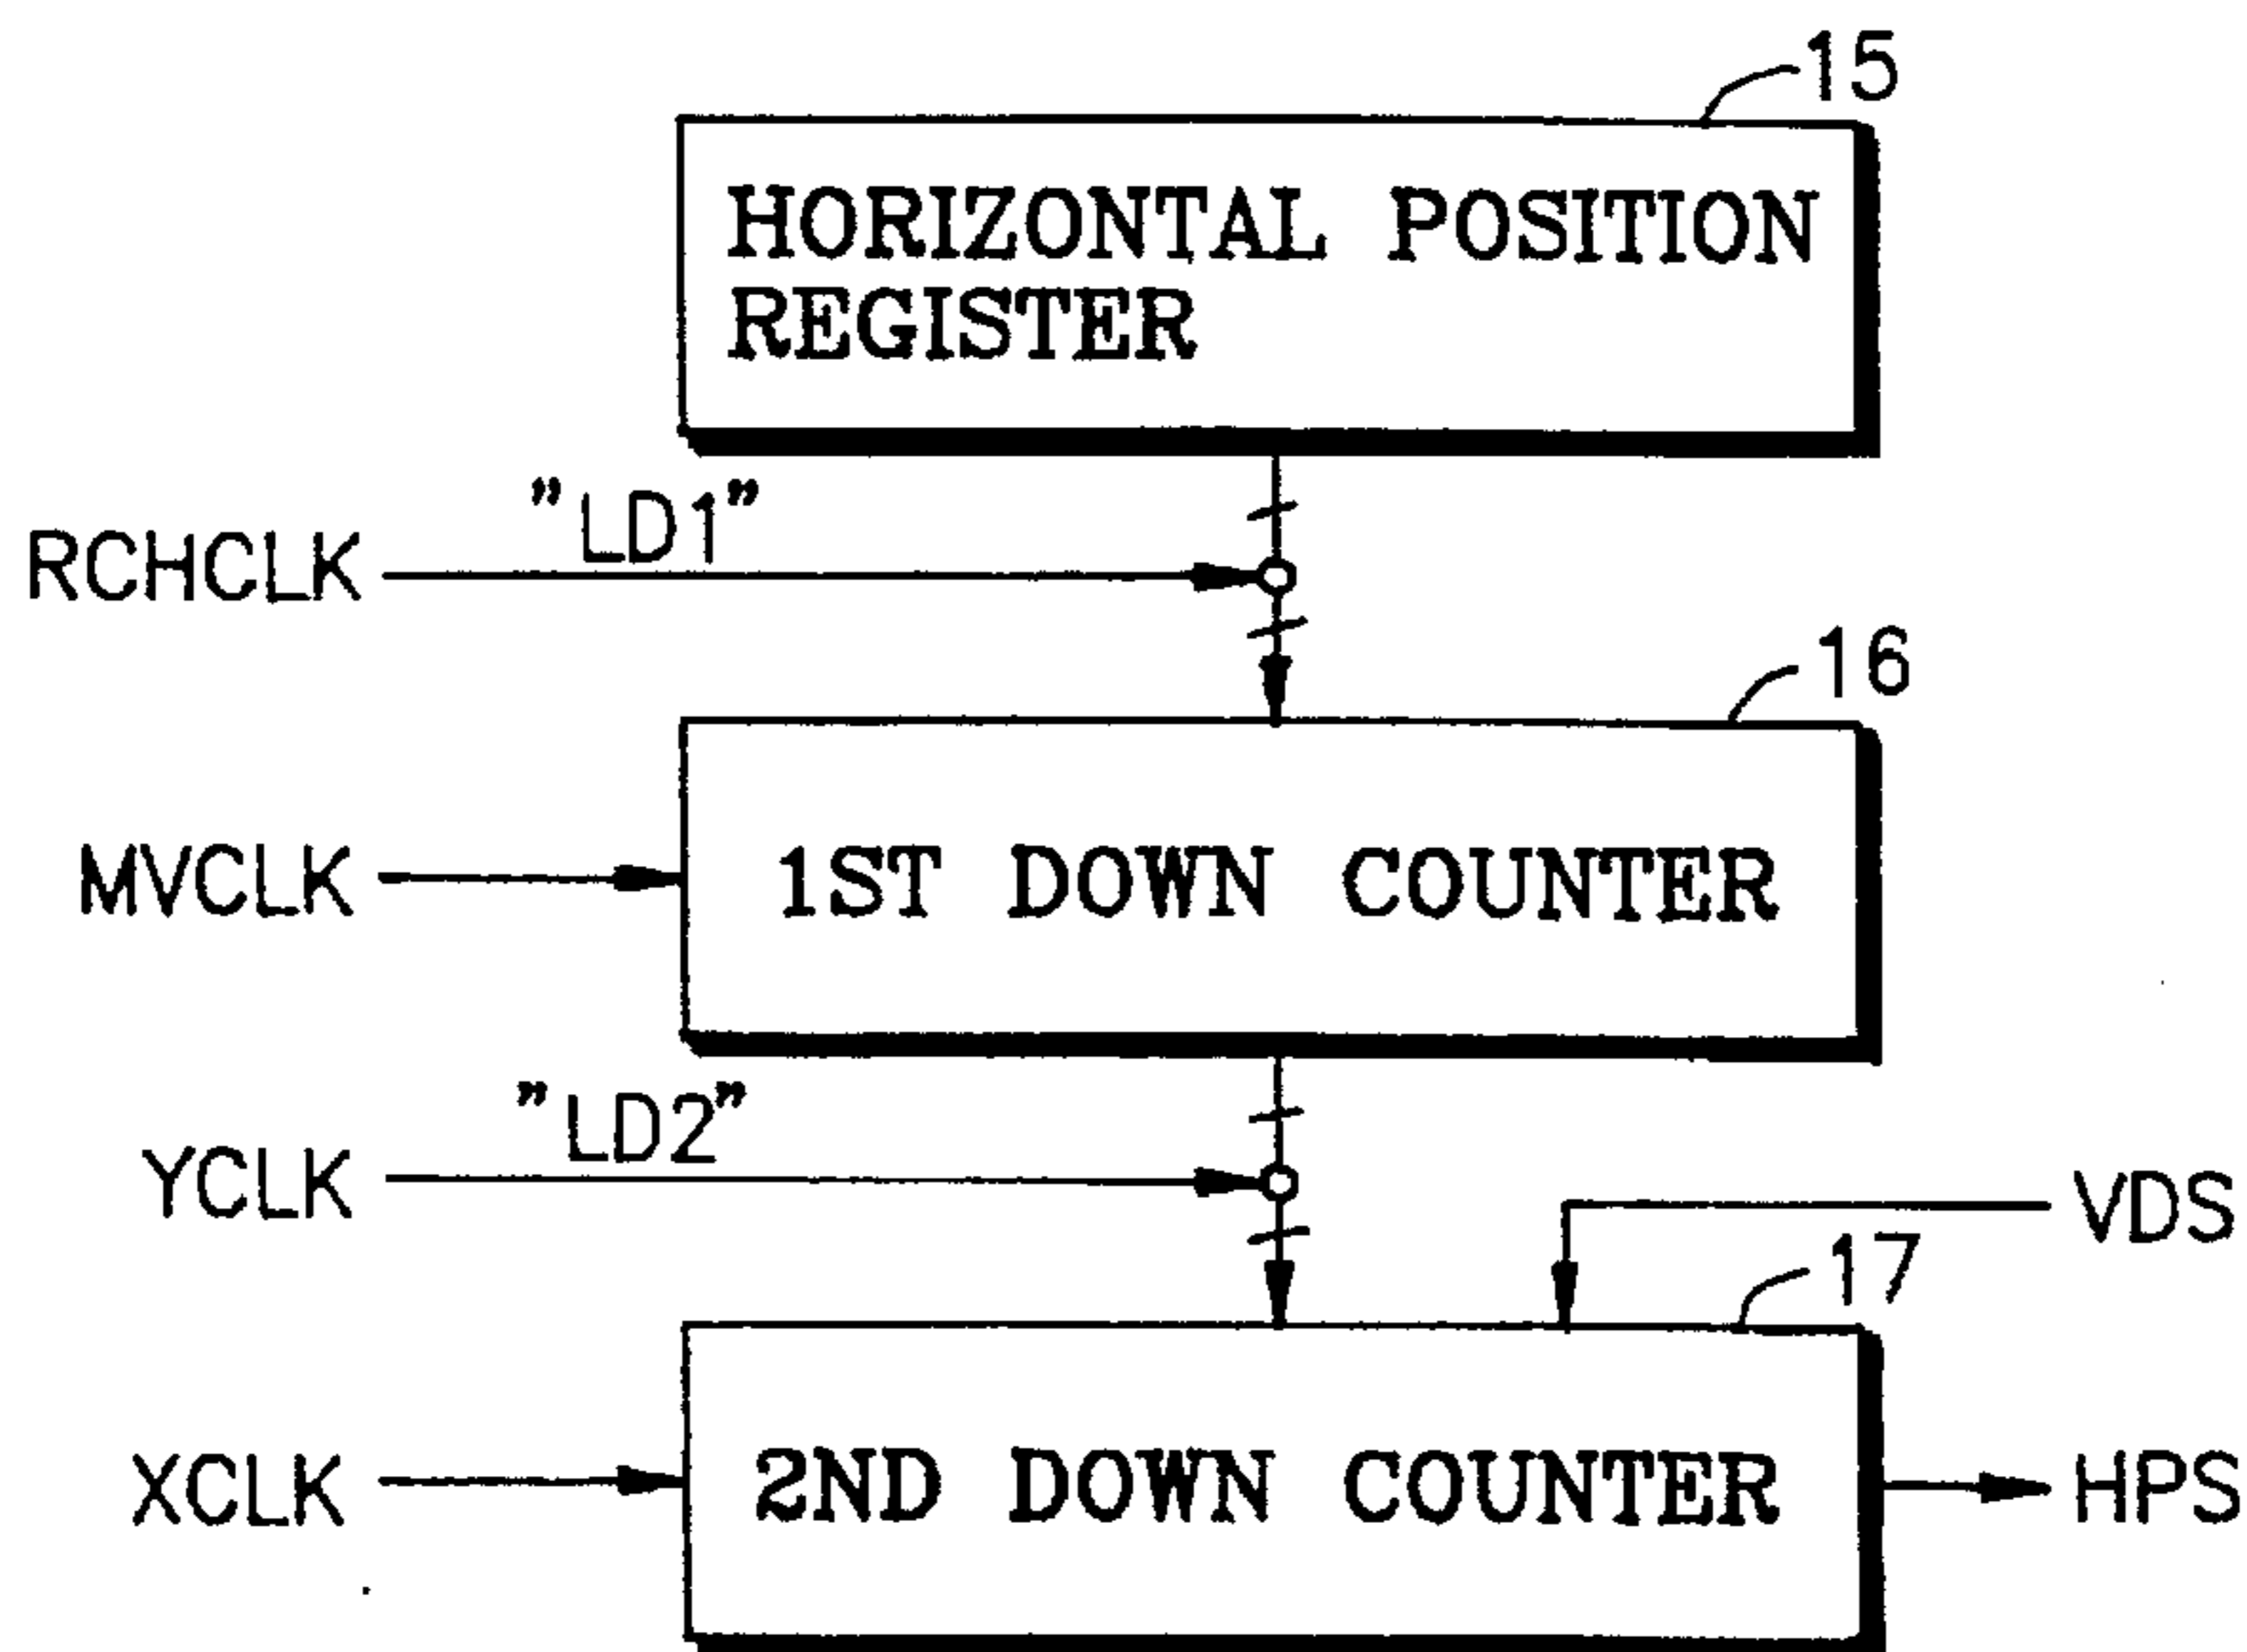 15
HORIZONTAL POSITION
REGISTER
"LD1"
RCHCLK
16
MVCLK
1ST DOWN COUNTER
"LD2"
YCLK
VDS
17
XCLK
2ND DOWN COUNTER
HPS